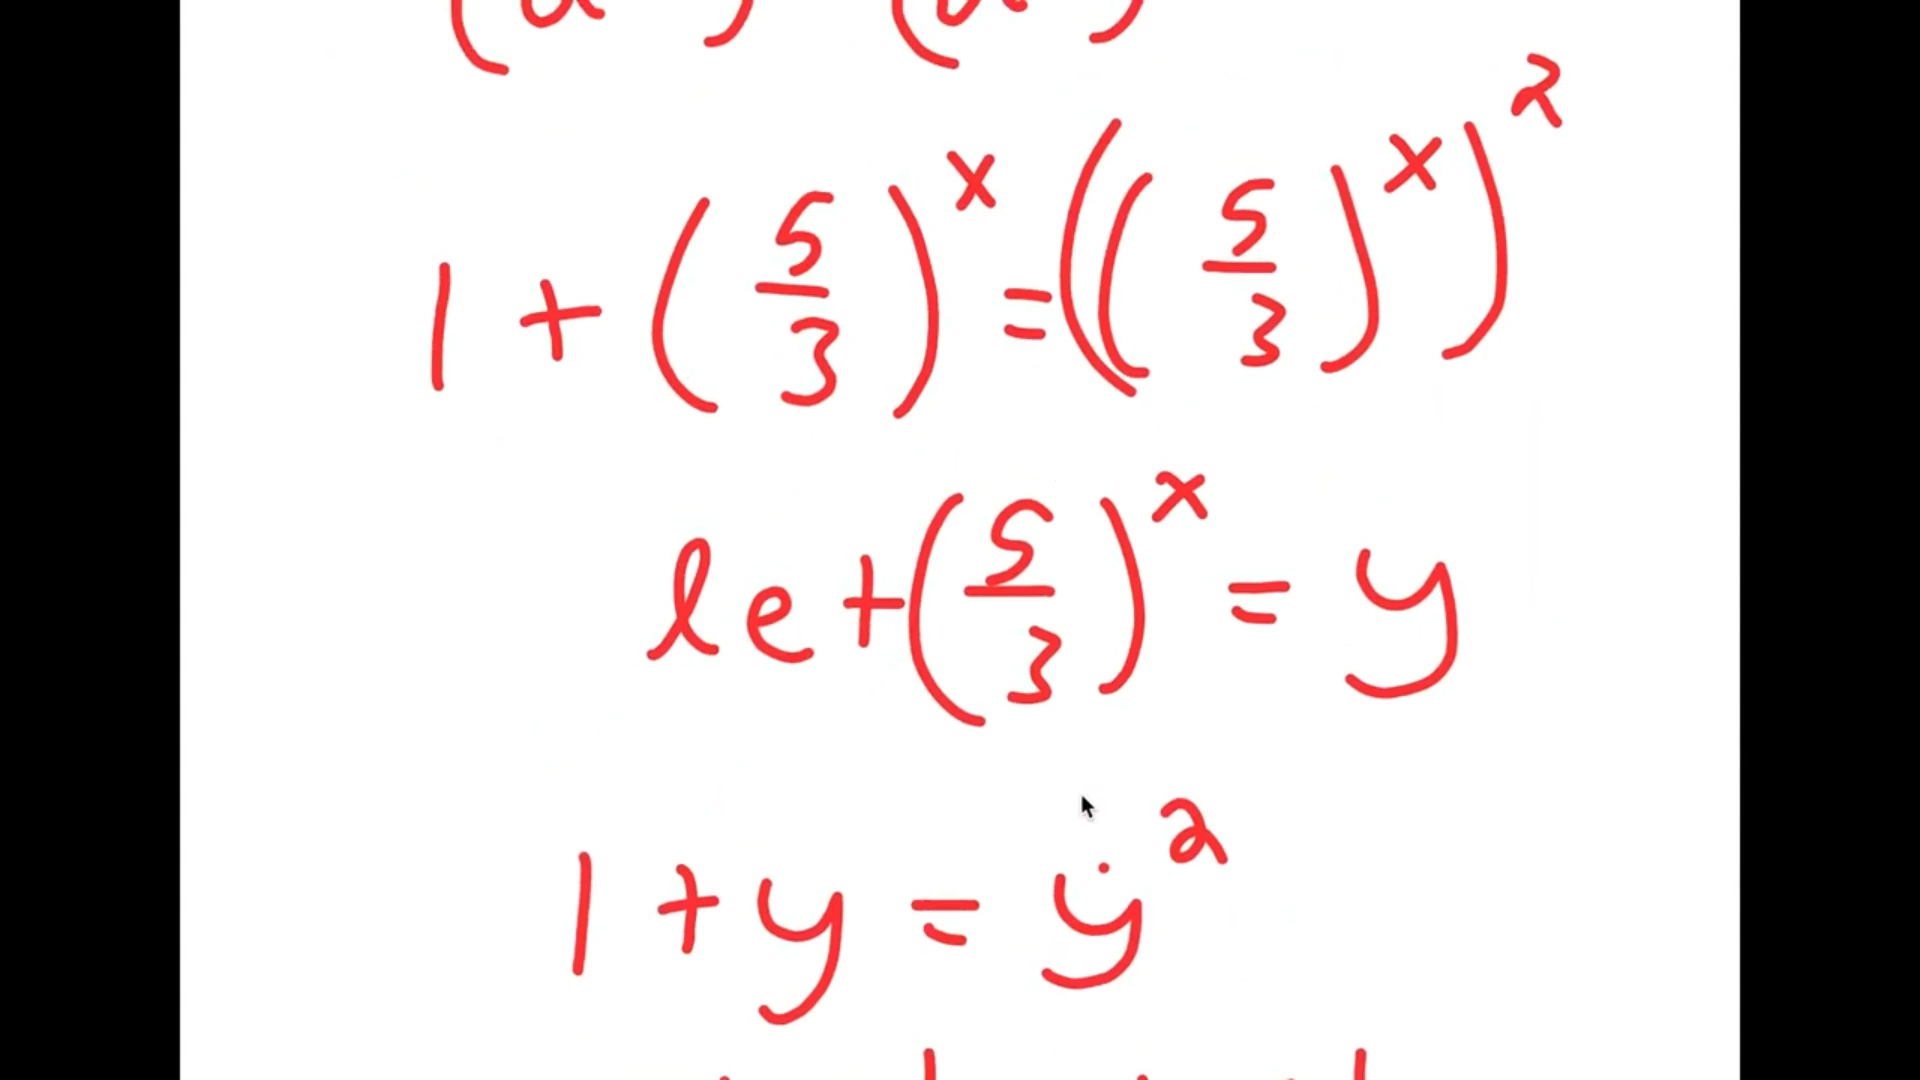 1 + (5/3)^x = ((5/3)^x)^2
let (5/3)^x = y
1 + y = y^2